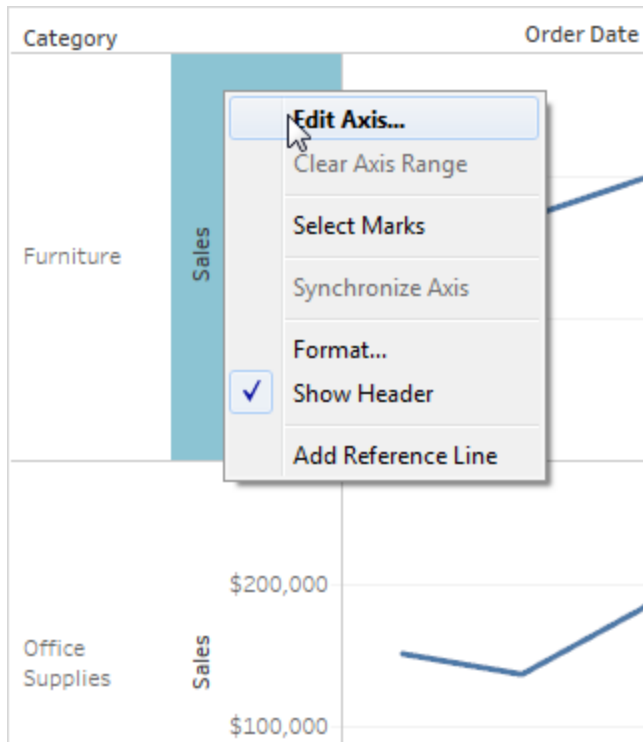 Category
Order Date
Edit Axis...
Clear Axis Range
Furniture
Sales
Select Marks
Synchronize Axis
Format...
Show Header
Add Reference Line
$200,000
Office
Supplies
Sales
$100,000